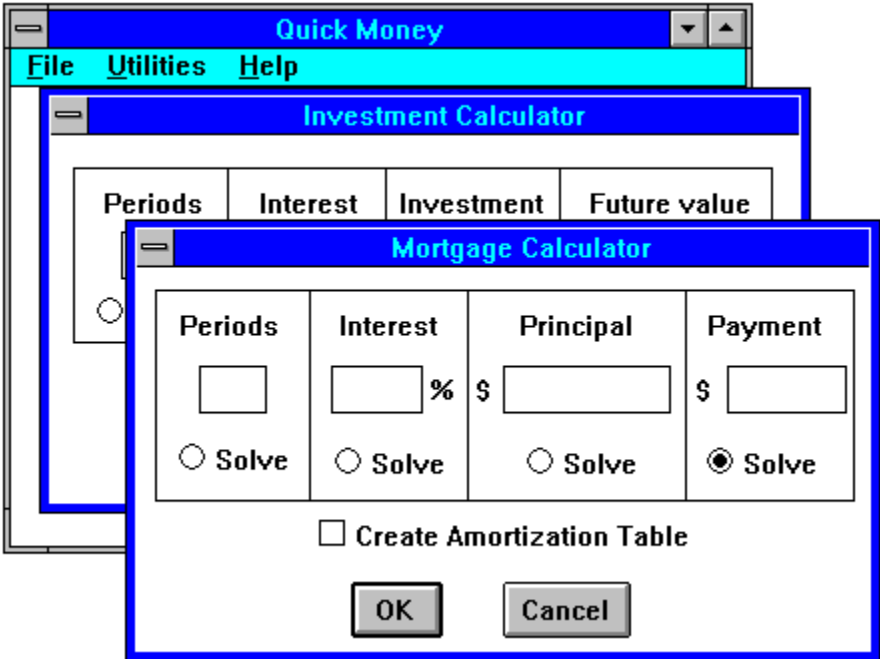 Quick Money
File Utilities Help
Investment Calculator
Periods Interest Investment Future value
Mortgage Calculator
Periods Interest Principal Payment
% $ $
Solve Solve Solve Solve
Create Amortization Table
OK Cancel